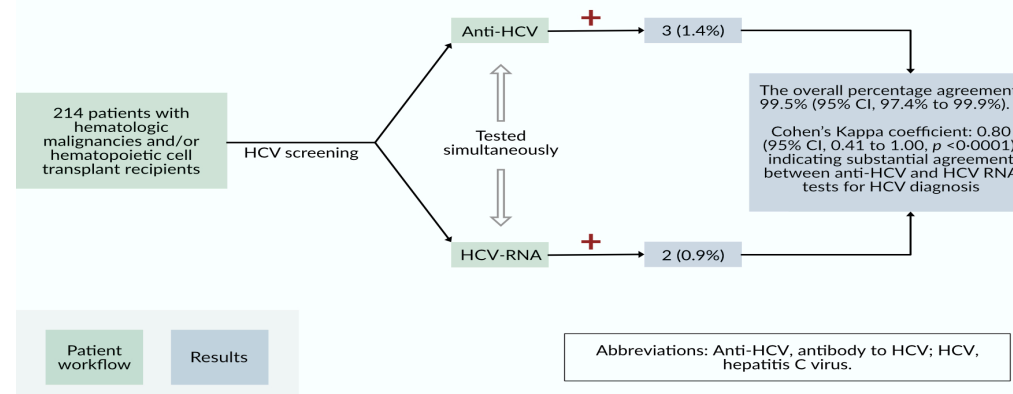 214 patients with
hematologic
malignancies and/or
hematopoietic cell
transplant recipients
HCV screening
Anti-HCV
+
3 (1.4%)
Tested
simultaneously
HCV-RNA
+
2 (0.9%)
The overall percentage agreement
99.5% (95% CI, 97.4% to 99.9%).
Cohen's Kappa coefficient: 0.80
(95% CI, 0.41 to 1.00, p <0·0001)
indicating substantial agreement
between anti-HCV and HCV RNA
tests for HCV diagnosis
Patient
workflow
Results
Abbreviations: Anti-HCV, antibody to HCV; HCV,
hepatitis C virus.